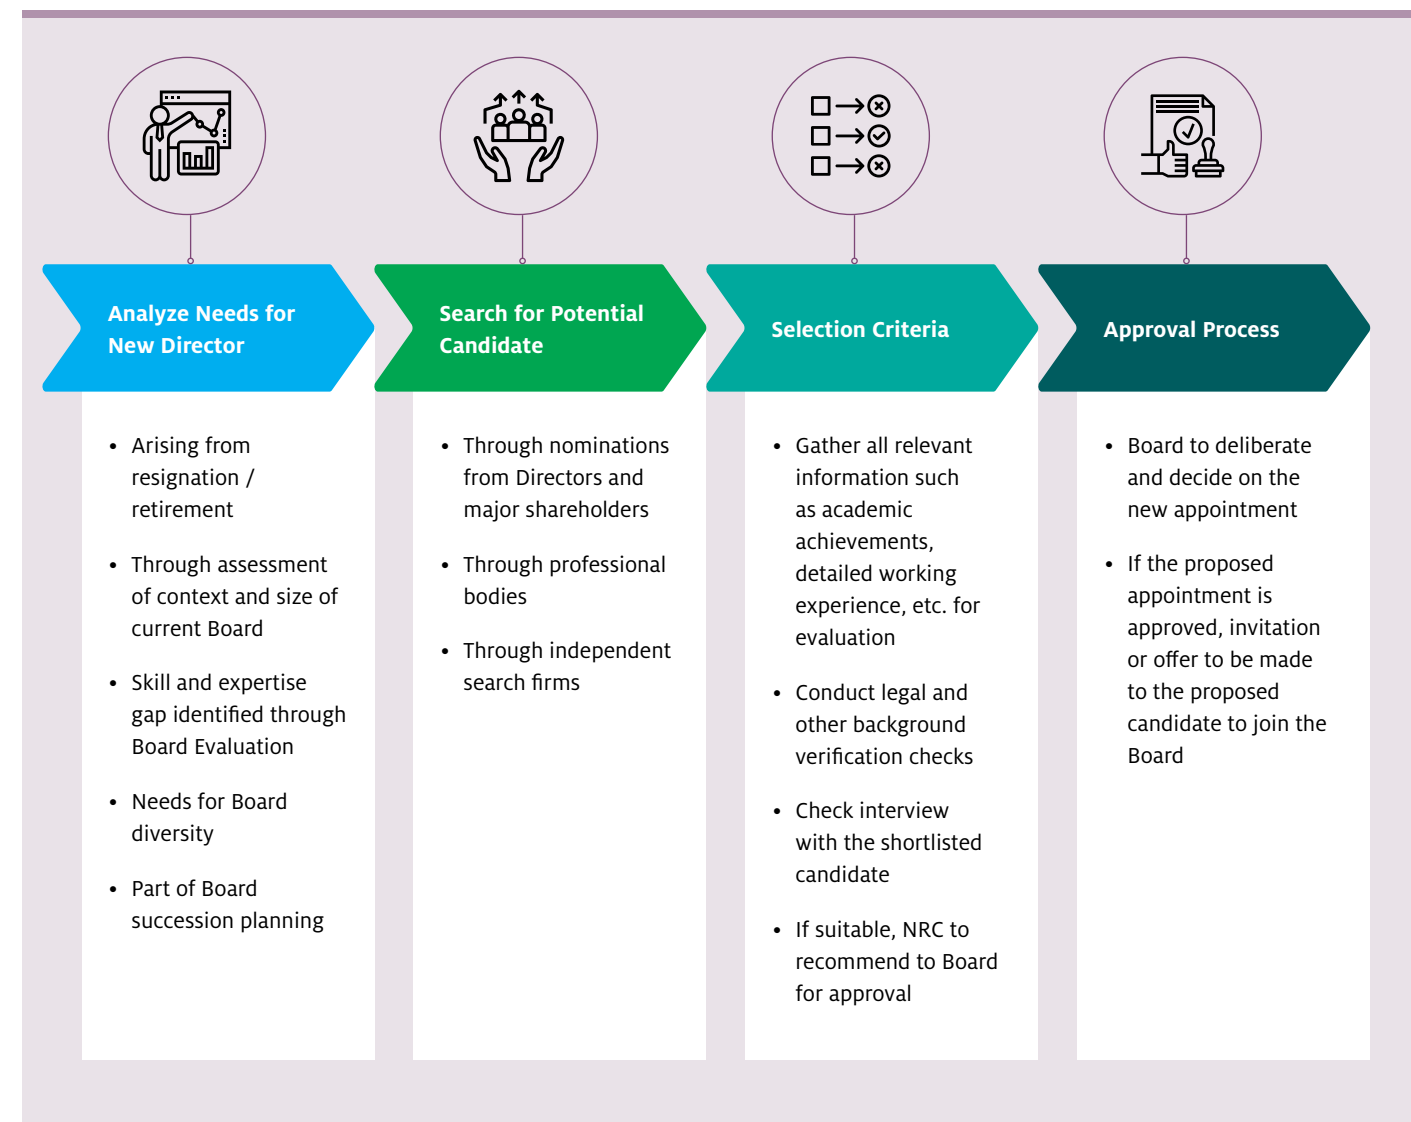 Analyze Needs for
New Director
• Arising from
resignation /
retirement
• Through assessment
of context and size of
current Board
• Skill and expertise
gap identified through
Board Evaluation
• Needs for Board
diversity
• Part of Board
succession planning
Search for Potential
Candidate
• Through nominations
from Directors and
major shareholders
• Through professional
bodies
• Through independent
search firms
Selection Criteria
• Gather all relevant
information such
as academic
achievements,
detailed working
experience, etc. for
evaluation
• Conduct legal and
other background
verification checks
• Check interview
with the shortlisted
candidate
• If suitable, NRC to
recommend to Board
for approval
Approval Process
• Board to deliberate
and decide on the
new appointment
• If the proposed
appointment is
approved, invitation
or offer to be made
to the proposed
candidate to join the
Board